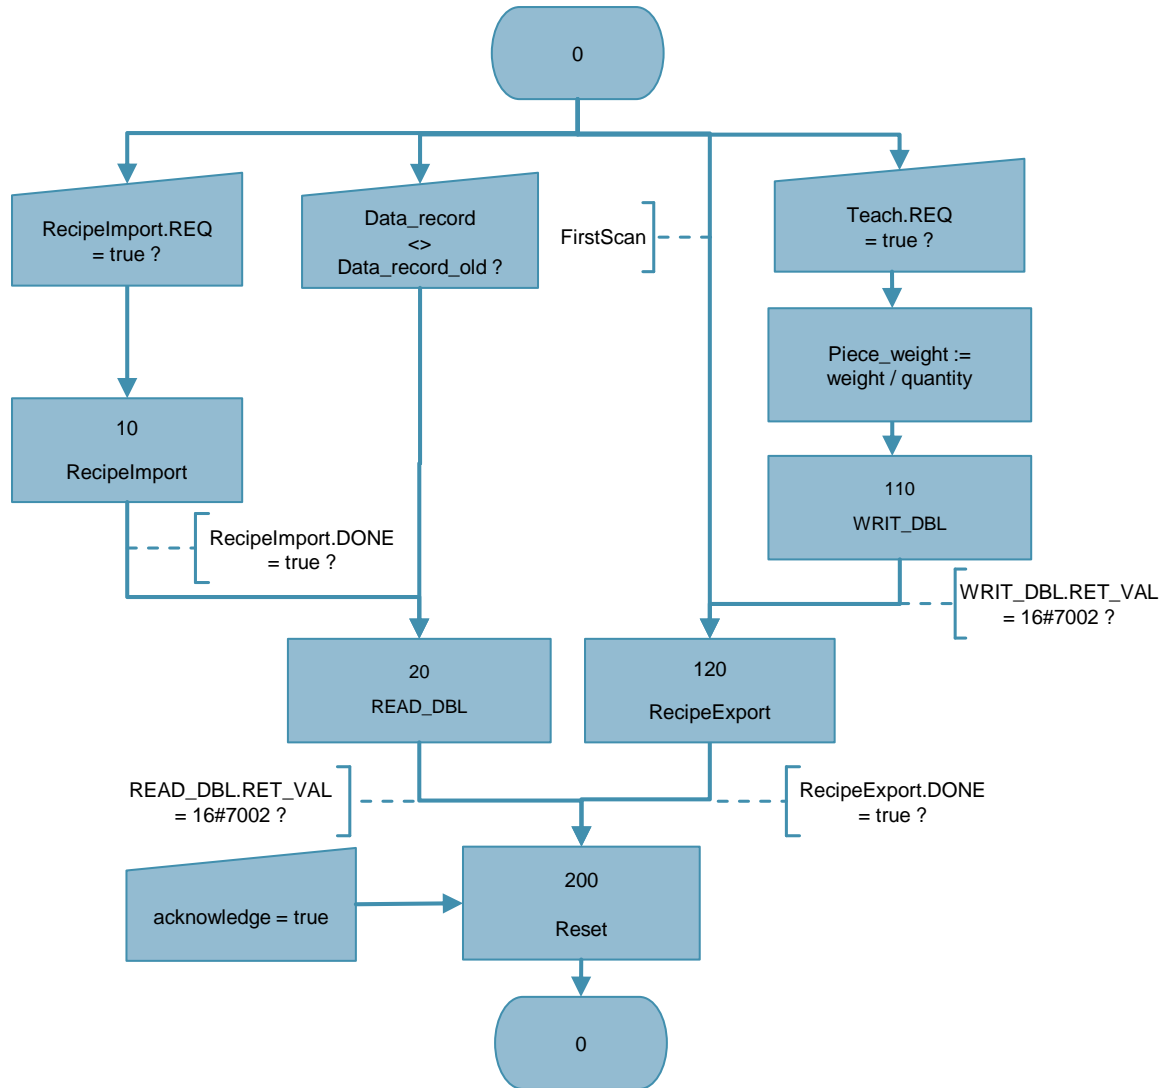 0
RecipeImport.REQ
= true ?
Data_record
<>
Data_record_old ?
FirstScan
Teach.REQ
= true ?
Piece_weight :=
weight / quantity
10
RecipeImport
110
WRIT_DBL
RecipeImport.DONE
= true ?
WRIT_DBL.RET_VAL
= 16#7002 ?
20
READ_DBL
120
RecipeExport
READ_DBL.RET_VAL
= 16#7002 ?
RecipeExport.DONE
= true ?
200
Reset
acknowledge = true
0